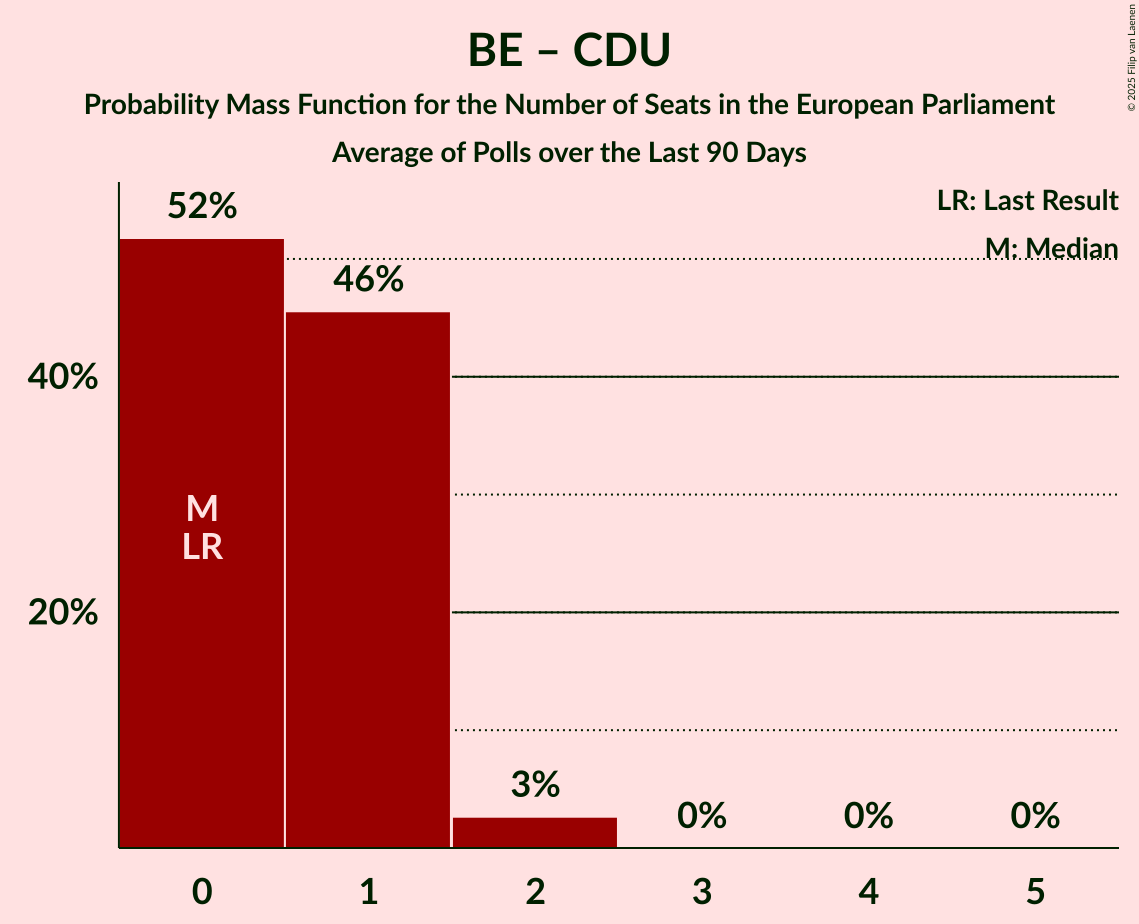 BE – CDU
Probability Mass Function for the Number of Seats in the European Parliament
Average of Polls over the Last 90 Days
© 2025 Filip van Laenen
LR: Last Result
M: Median
52%
46%
40%
M
LR
20%
3%
0%
0%
0%
0
1
2
3
4
5